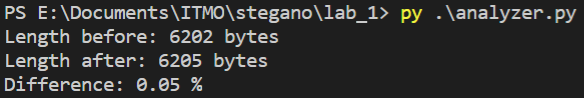 PS E:\Documents\ITMO\stegano\lab_1> py .\analyzer.py
Length before: 6202 bytes
Length after: 6205 bytes
Difference: 0.05 %